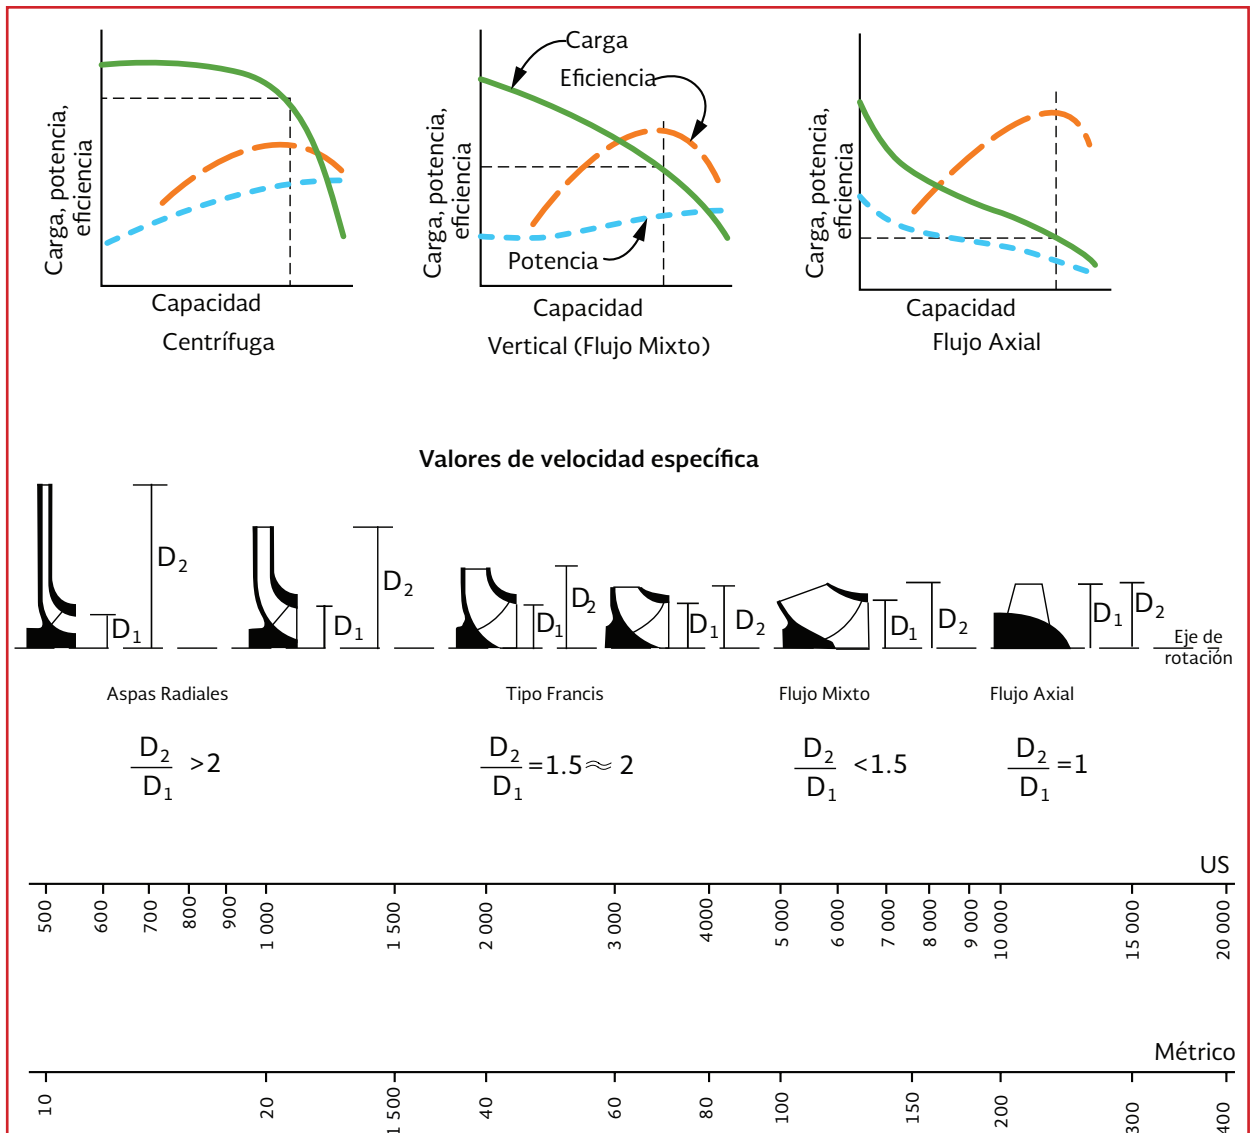 Carga, potencia,
eficiencia
Capacidad
Centrífuga
Carga
Eficiencia
Potencia
Carga, potencia,
eficiencia
Capacidad
Vertical (Flujo Mixto)
Carga, potencia,
eficiencia
Capacidad
Flujo Axial
Valores de velocidad específica
D2
D1
D2
D1
D2
D1
D2
D1
D2
D1
D2
D1
Eje de
rotación
Aspas Radiales
Tipo Francis
Flujo Mixto
Flujo Axial
D2/D1 >2
D2/D1 =1.5≈2
D2/D1 <1.5
D2/D1 =1
US
500 600 700 800 900 1 000 1 500 2 000 3 000 4000 5 000 6 000 7 000 8 000 9 000 10 000 15 000 20 000
Métrico
10 20 1 500 40 60 80 100 150 200 300 400